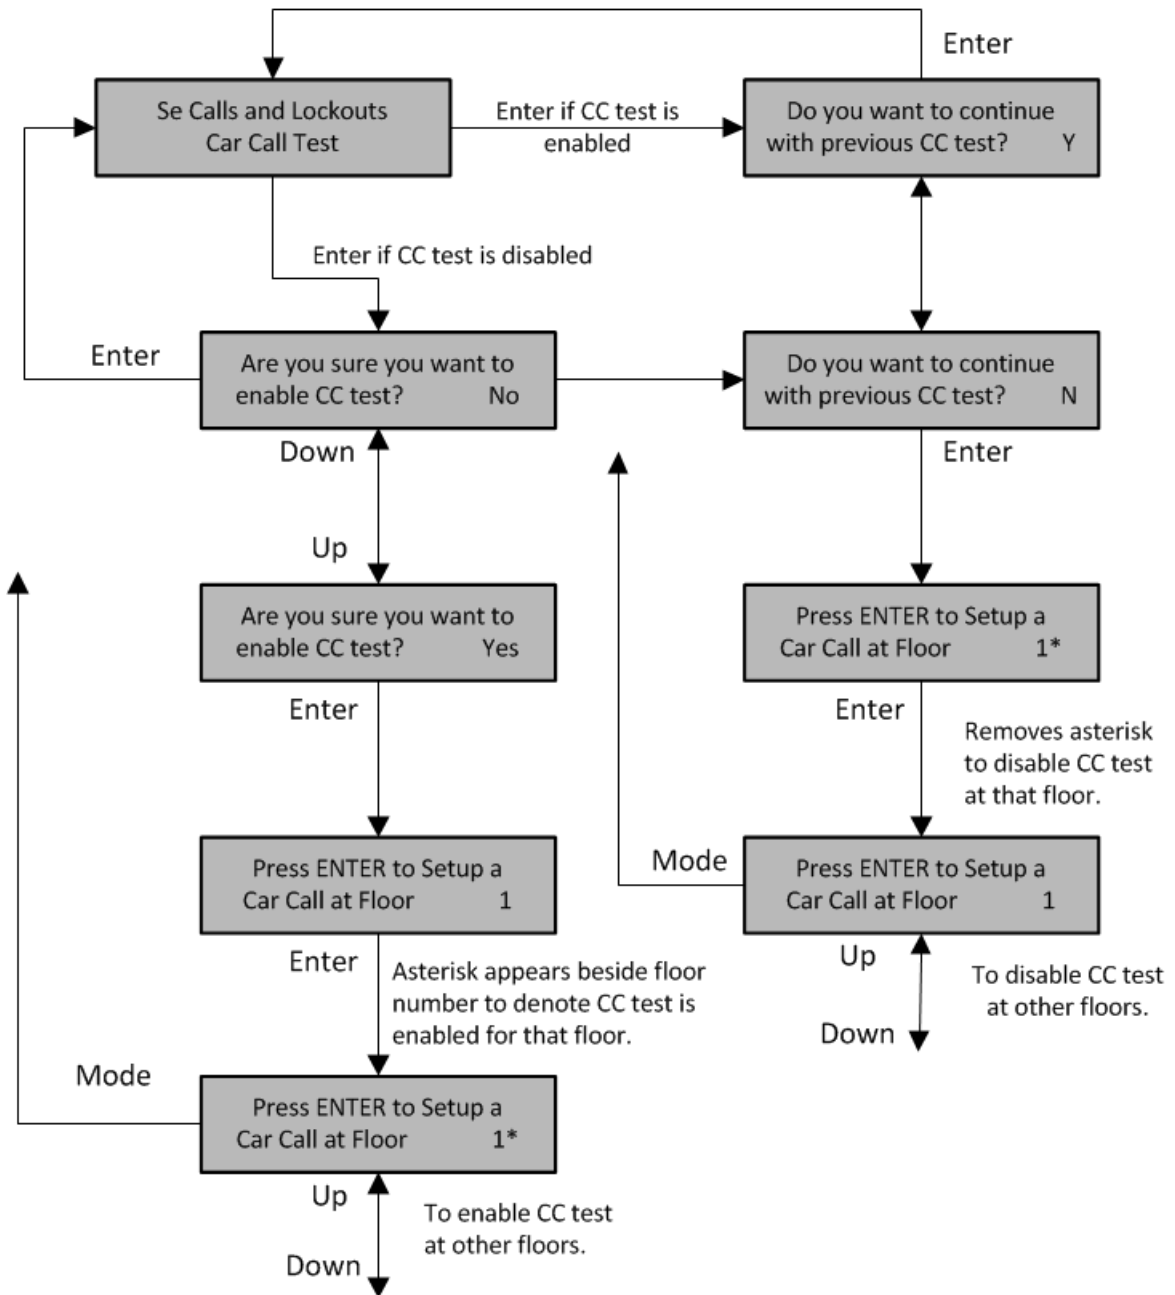 Enter
Se Calls and Lockouts
Car Call Test
Enter if CC test is
enabled
Do you want to continue
with previous CC test? Y
Enter if CC test is disabled
Enter
Are you sure you want to
enable CC test? No
Do you want to continue
with previous CC test? N
Down
Enter
Up
Are you sure you want to
enable CC test? Yes
Press ENTER to Setup a
Car Call at Floor 1*
Enter
Enter
Removes asterisk
to disable CC test
at that floor.
Press ENTER to Setup a
Car Call at Floor 1
Mode
Press ENTER to Setup a
Car Call at Floor 1
Enter
Asterisk appears beside floor
number to denote CC test is
enabled for that floor.
Up
To disable CC test
at other floors.
Down
Mode
Press ENTER to Setup a
Car Call at Floor 1*
Up
To enable CC test
at other floors.
Down